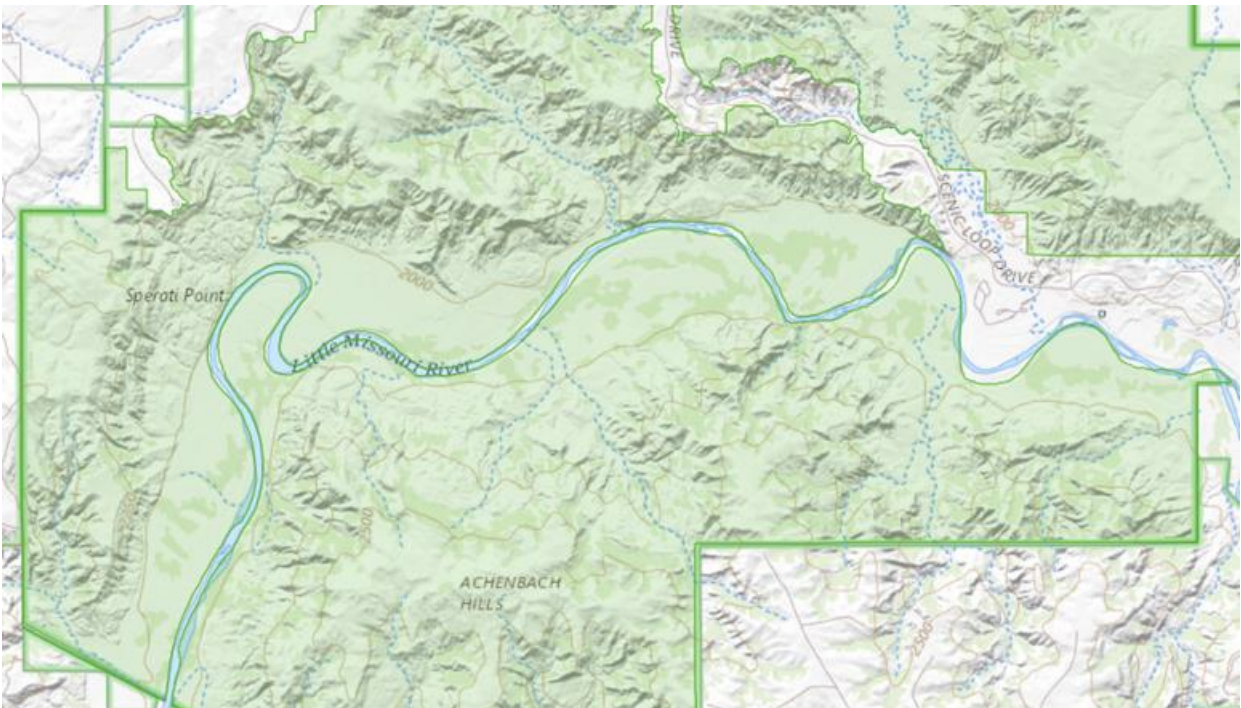 DRIVE
SCENIC LOOP DRIVE
2000
Sperati Point
Little Missouri River
2500
ACHENBACH
HILLS
2500